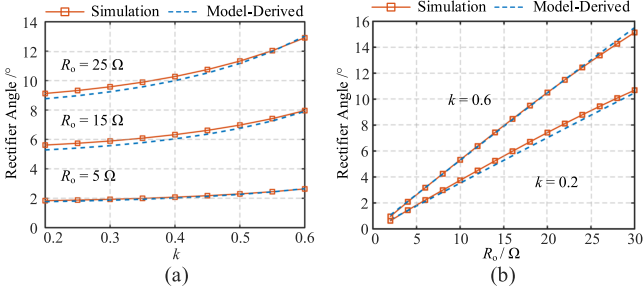 Simulation Model-Derived
14
12
10
8
6
4
2
0
Rectifier Angle /°
Rₒ = 25 Ω
Rₒ = 15 Ω
Rₒ = 5 Ω
0.2 0.3 0.4 0.5 0.6
k
(a)
Simulation Model-Derived
16
14
12
10
8
6
4
2
0
Rectifier Angle /°
k = 0.6
k = 0.2
0 5 10 15 20 25 30
Rₒ / Ω
(b)